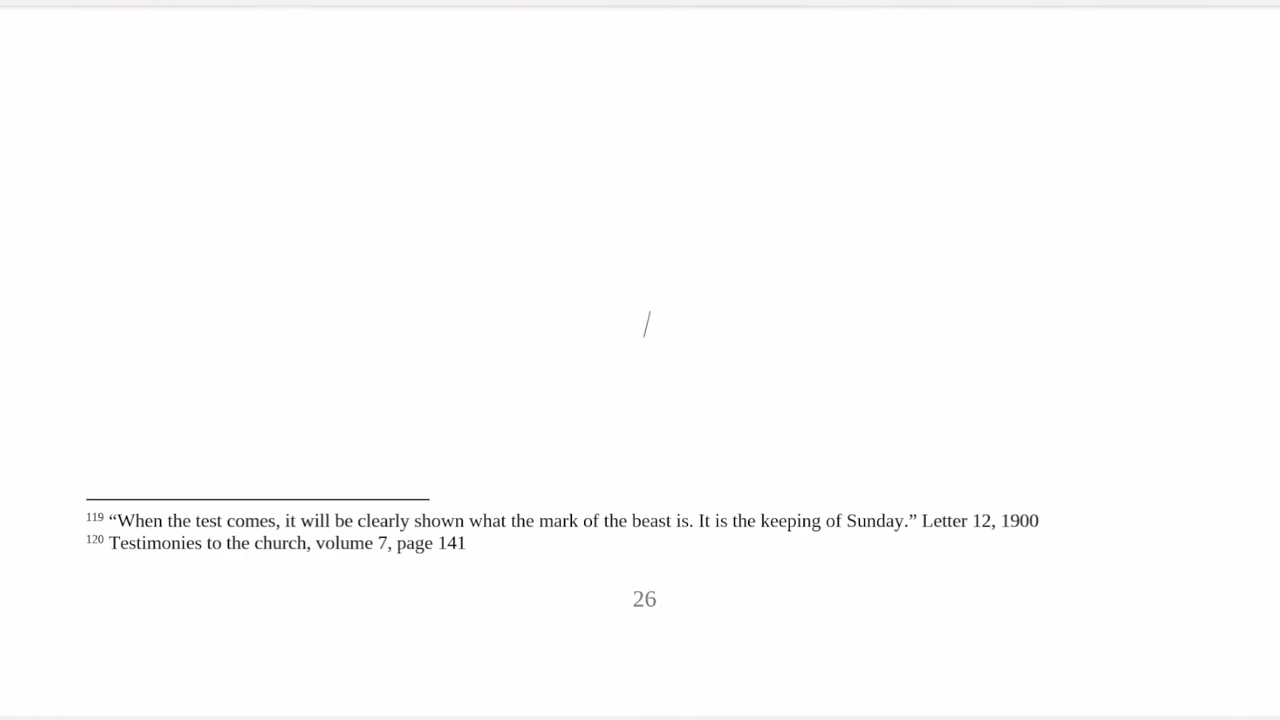 /
119 “When the test comes, it will be clearly shown what the mark of the beast is. It is the keeping of Sunday.” Letter 12, 1900
120 Testimonies to the church, volume 7, page 141
26